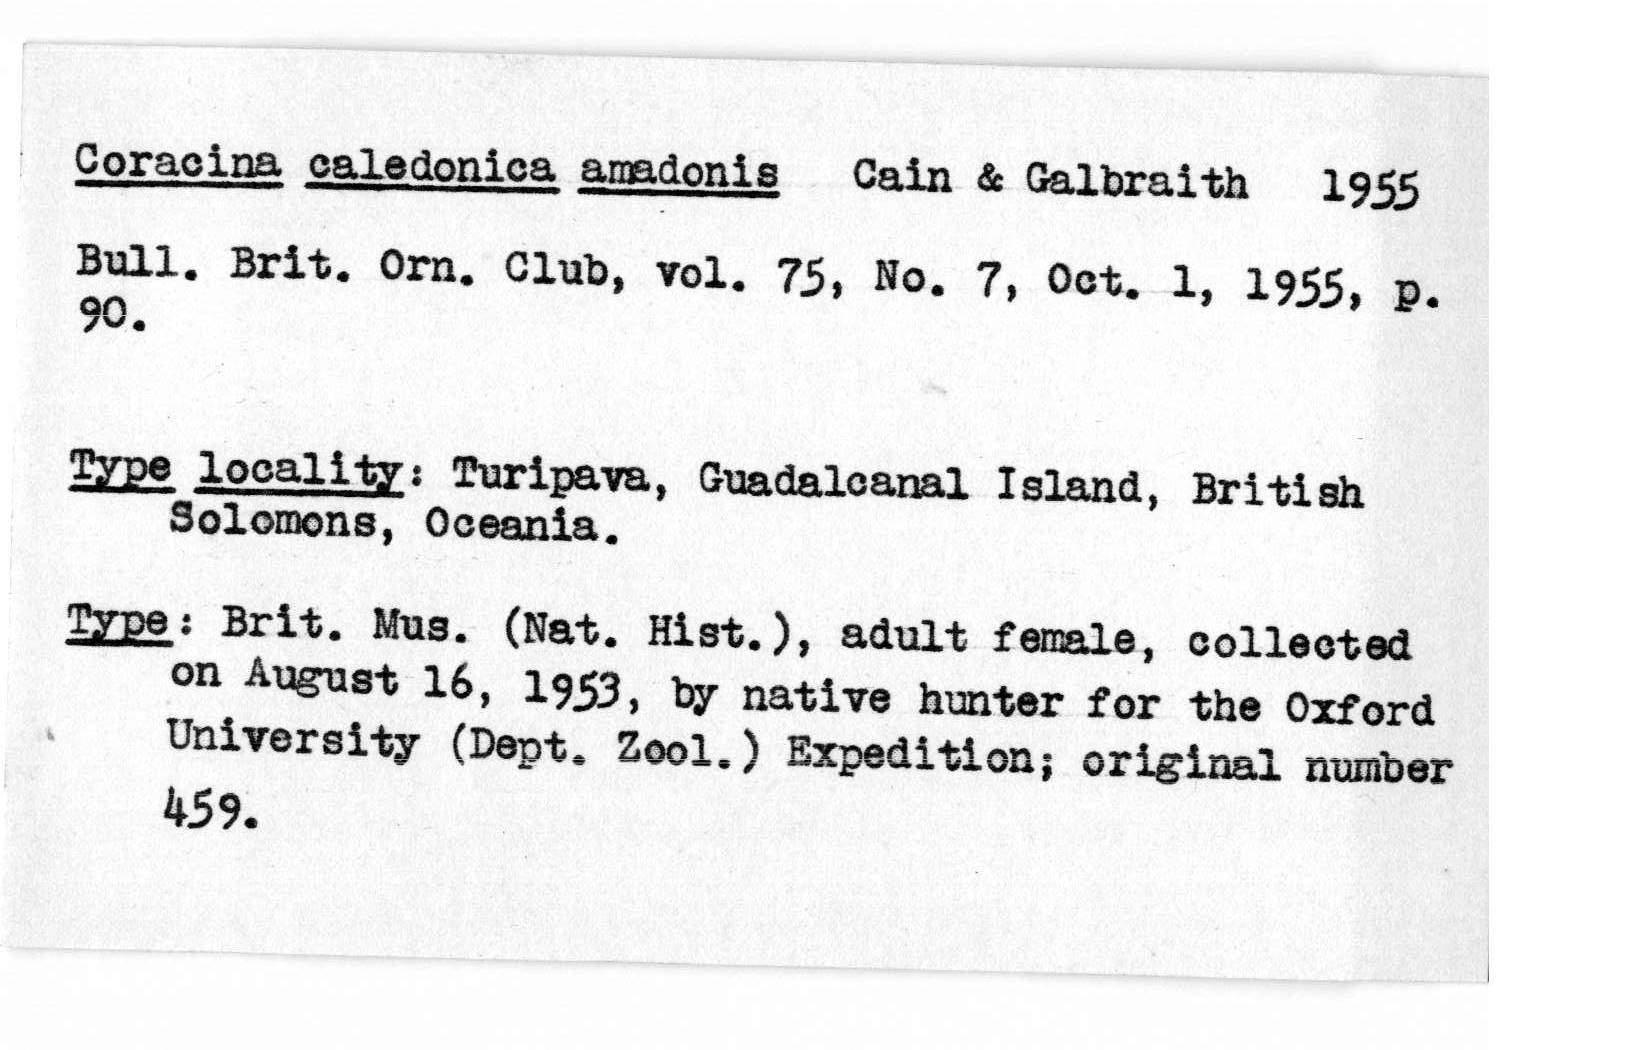 Coracina caledonica amadonis Cain & Galbraith 1955
Bull. Brit. Orn. Club, vol. 75, No. 7, Oct. 1, 1955, p.
90.
Type locality: Turipava, Guadalcanal Island, British
Solomons, Oceania.
Type: Brit. Mus. (Nat. Hist.), adult female, collected
on August 16, 1953, by native hunter for the Oxford
University (Dept. Zool.) Expedition; original number
459.